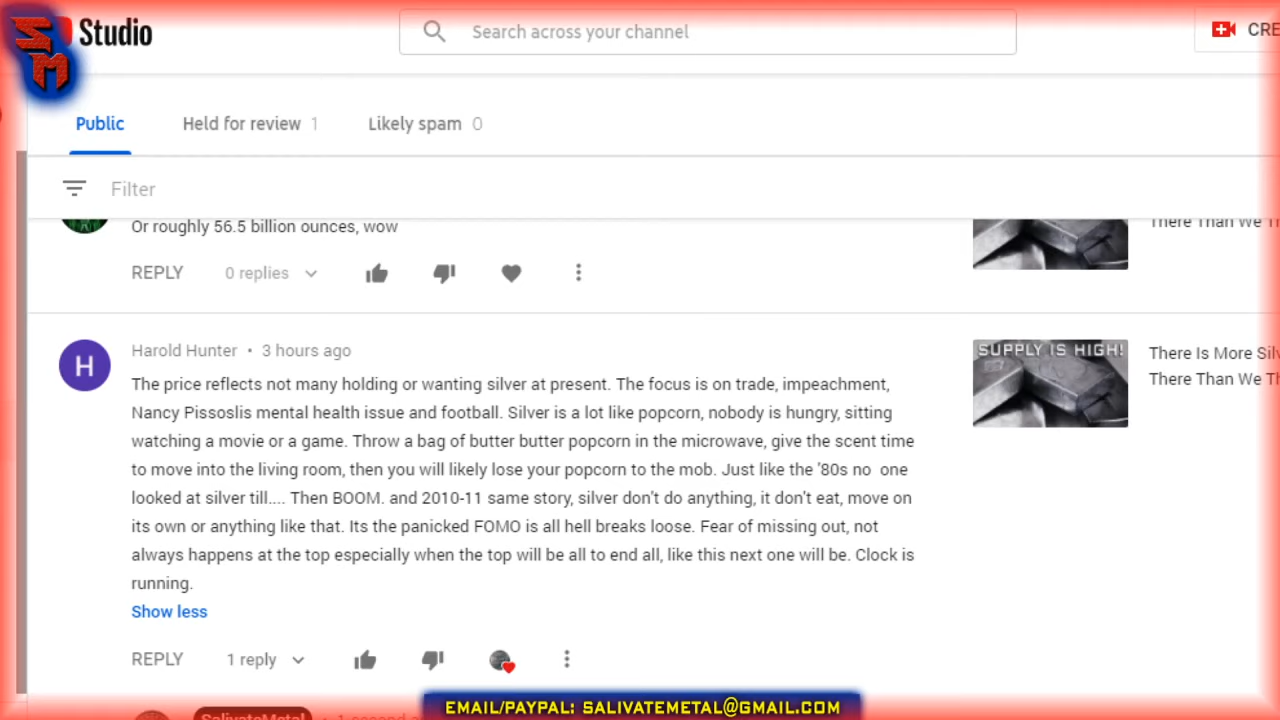 SM
Studio
Search across your channel
CRE
Public
Held for review 1
Likely spam 0
Filter
Or roughly 56.5 billion ounces, wow
There Than We T
REPLY
0 replies
Harold Hunter • 3 hours ago
SUPPLY IS HIGH!
There Is More Silv
There Than We Th
The price reflects not many holding or wanting silver at present. The focus is on trade, impeachment,
Nancy Pissoslis mental health issue and football. Silver is a lot like popcorn, nobody is hungry, sitting
watching a movie or a game. Throw a bag of butter butter popcorn in the microwave, give the scent time
to move into the living room, then you will likely lose your popcorn to the mob. Just like the '80s no  one
looked at silver till.... Then BOOM. and 2010-11 same story, silver don't do anything, it don't eat, move on
its own or anything like that. Its the panicked FOMO is all hell breaks loose. Fear of missing out, not
always happens at the top especially when the top will be all to end all, like this next one will be. Clock is
running.
Show less
REPLY
1 reply
SalivateMetal • 1 second a
EMAIL/PAYPAL: SALIVATEMETAL@GMAIL.COM